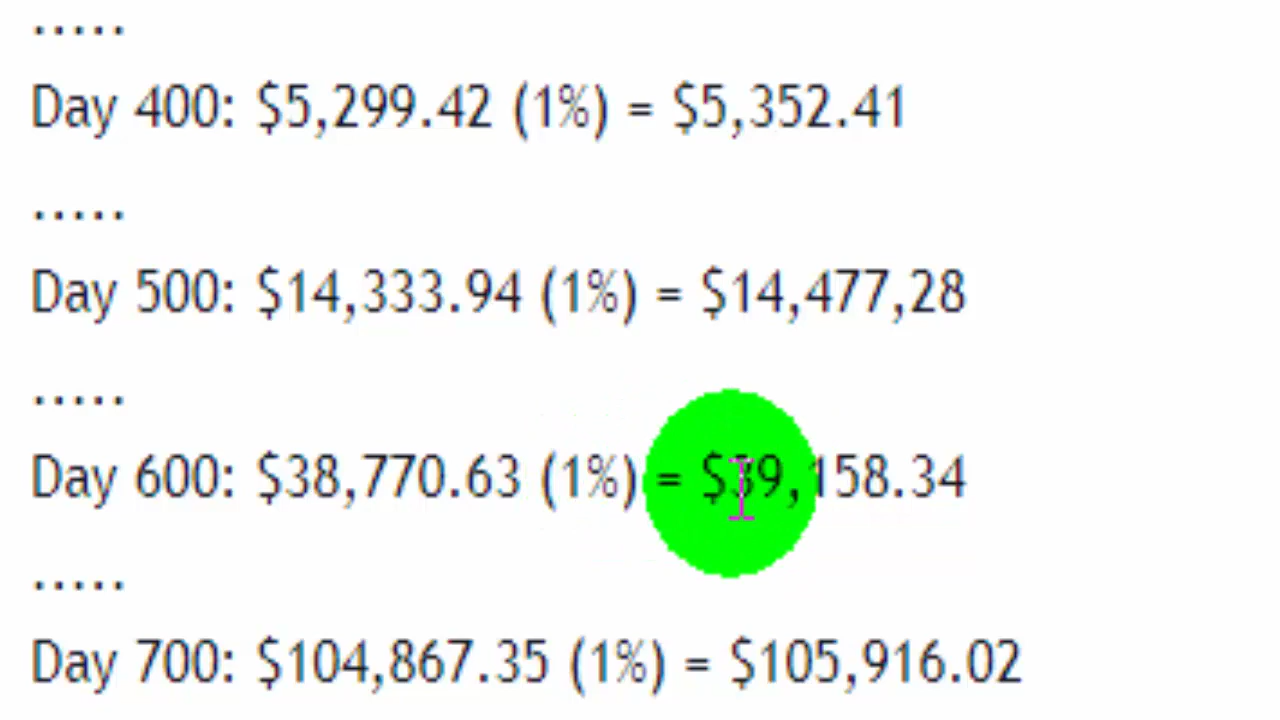 .....
Day 400: $5,299.42 (1%) = $5,352.41
.....
Day 500: $14,333.94 (1%) = $14,477,28
.....
Day 600: $38,770.63 (1%) = $39,158.34
.....
Day 700: $104,867.35 (1%) = $105,916.02